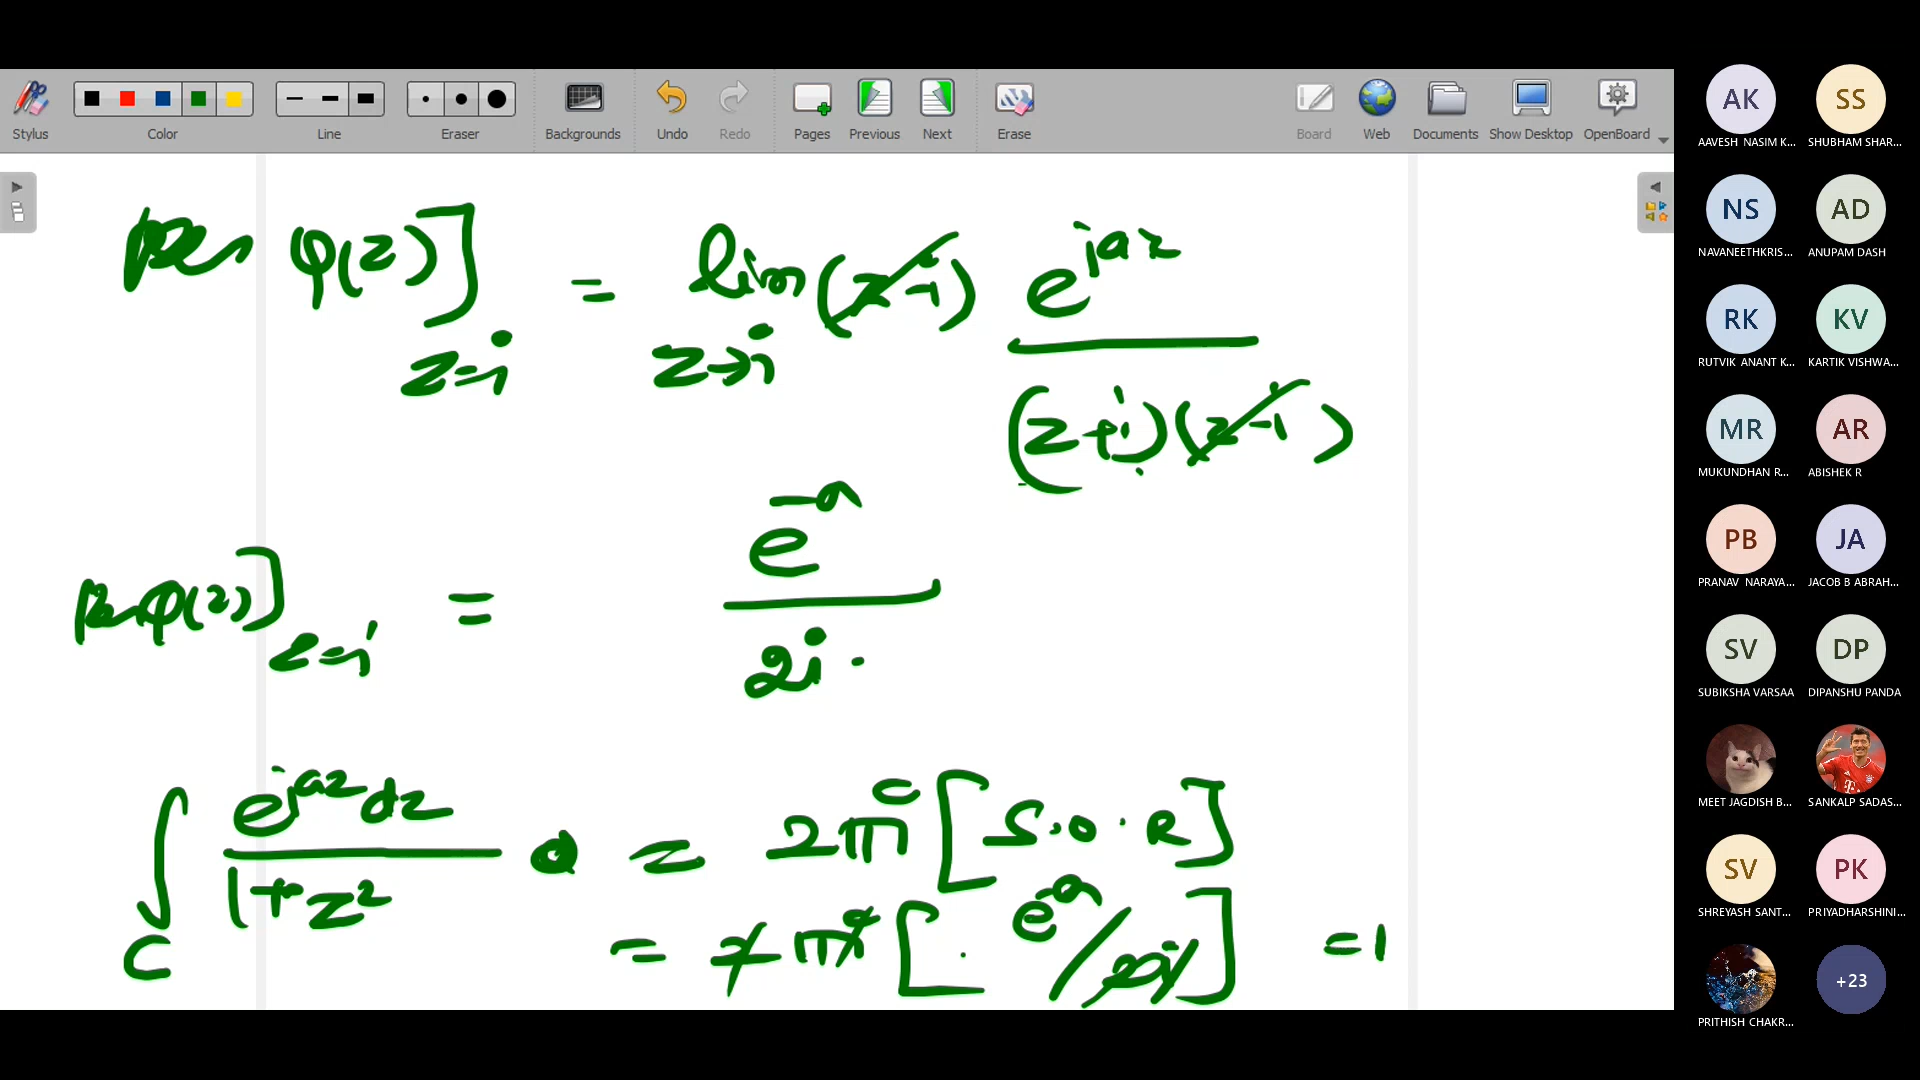 Stylus Color Line Eraser Backgrounds Undo Redo Pages Previous Next Erase Board Web Documents Show Desktop OpenBoard
Res φ(z)]z=i = lim z→i (z-i) e^iaz / (z+i)(z-i)
Res φ(z)]z=i = e^-a / 2i
∫C e^iaz dz / 1+z² = 2πi [S.O.R]
= 2πi [e^-a / 2i] = 1
AK SS
AAVESH NASIM K... SHUBHAM SHAR...
NS AD
NAVANEETHKRIS... ANUPAM DASH
RK KV
RUTVIK ANANT K... KARTIK VISHWA...
MR AR
MUKUNDHAN R... ABISHEK R
PB JA
PRANAV NARAYA... JACOB B ABRAH...
SV DP
SUBIKSHA VARSAA DIPANSHU PANDA
MEET JAGDISH B... SANKALP SADAS...
SV PK
SHREYASH SANT... PRIYADHARSHINI...
+23
PRITHISH CHAKR...